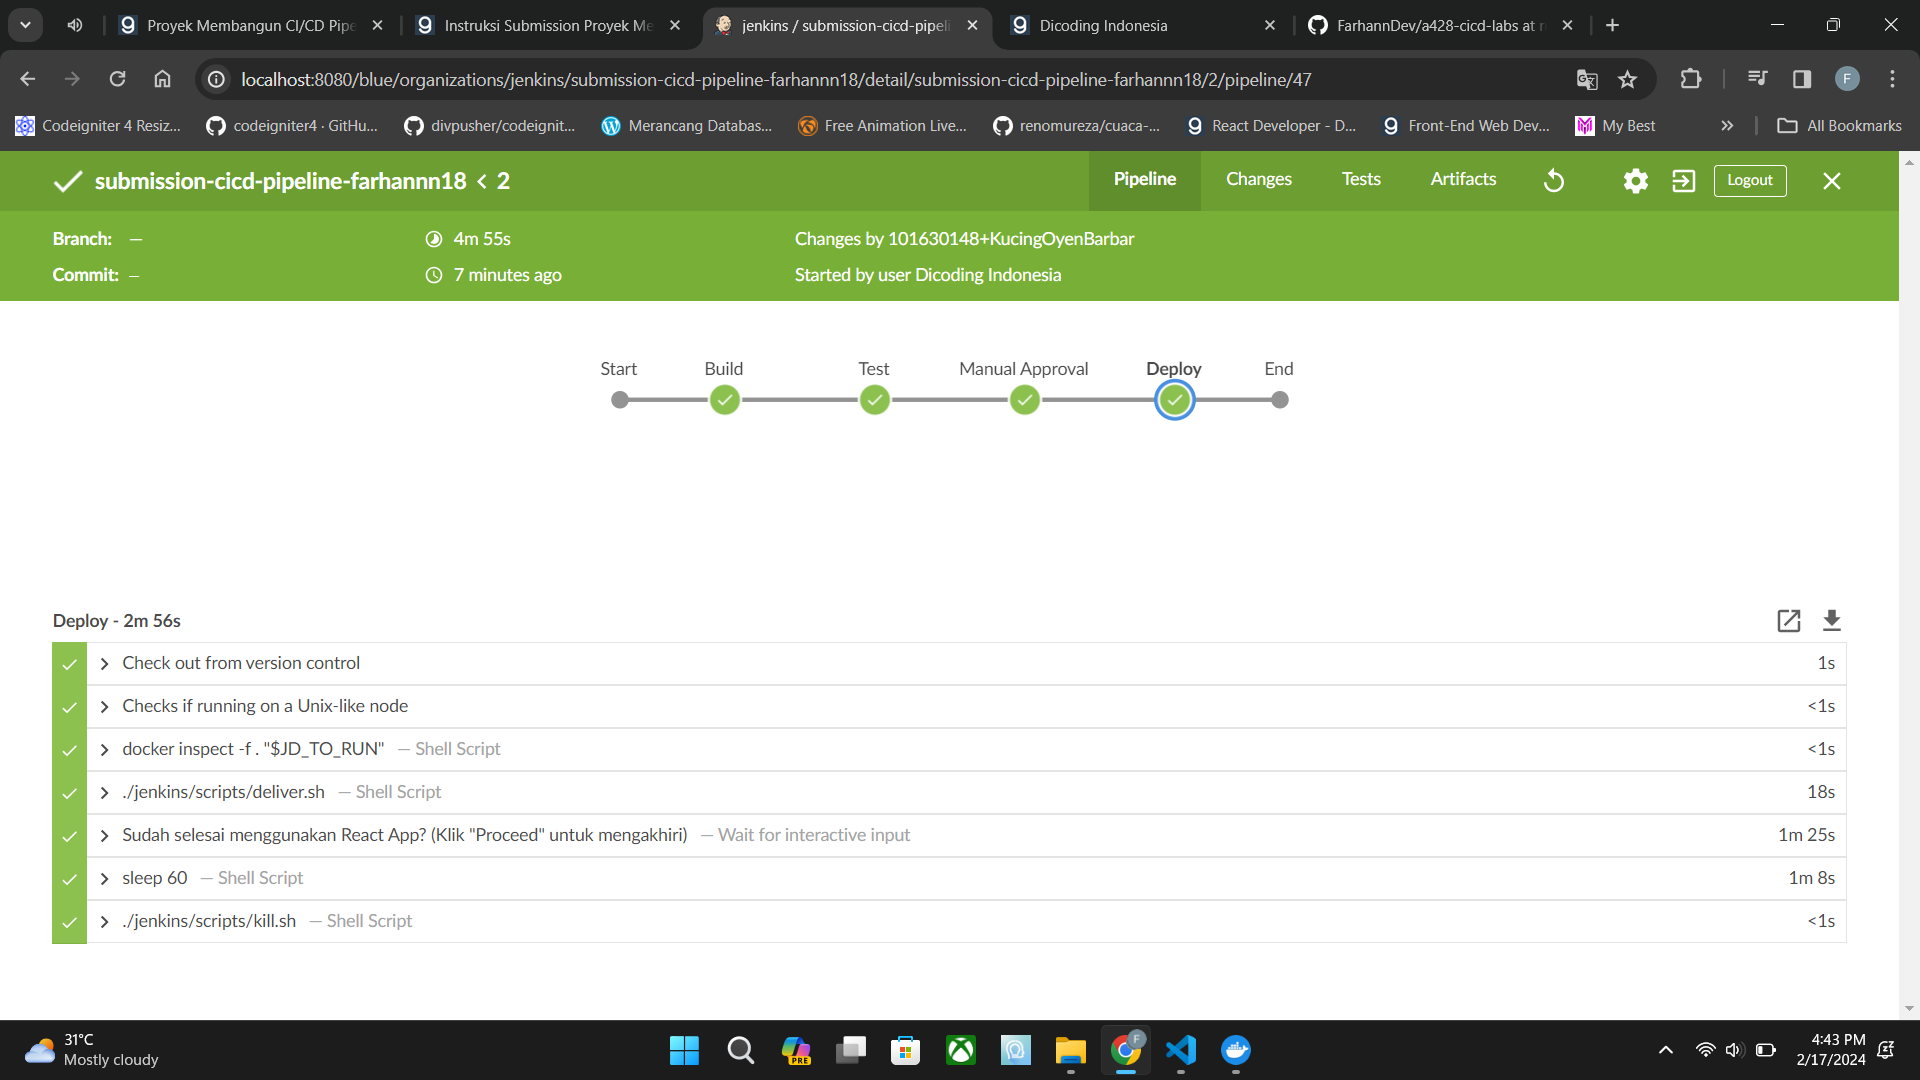 Proyek Membangun CI/CD Pipe
Instruksi Submission Proyek Me
jenkins / submission-cicd-pipeli
Dicoding Indonesia
FarhannDev/a428-cicd-labs at r
localhost:8080/blue/organizations/jenkins/submission-cicd-pipeline-farhannn18/detail/submission-cicd-pipeline-farhannn18/2/pipeline/47
F
Codeigniter 4 Resiz...
codeigniter4 · GitHu...
divpusher/codeignit...
Merancang Databas...
Free Animation Live...
renomureza/cuaca-...
React Developer - D...
Front-End Web Dev...
My Best
All Bookmarks
submission-cicd-pipeline-farhannn18 < 2
Pipeline
Changes
Tests
Artifacts
Logout
Branch: —
4m 55s
Changes by 101630148+KucingOyenBarbar
Commit: —
7 minutes ago
Started by user Dicoding Indonesia
Start
Build
Test
Manual Approval
Deploy
End
Deploy - 2m 56s
Check out from version control 1s
Checks if running on a Unix-like node <1s
docker inspect -f . "$JD_TO_RUN" — Shell Script <1s
./jenkins/scripts/deliver.sh — Shell Script 18s
Sudah selesai menggunakan React App? (Klik "Proceed" untuk mengakhiri) — Wait for interactive input 1m 25s
sleep 60 — Shell Script 1m 8s
./jenkins/scripts/kill.sh — Shell Script <1s
31°C
Mostly cloudy
PRE
F
4:43 PM
2/17/2024